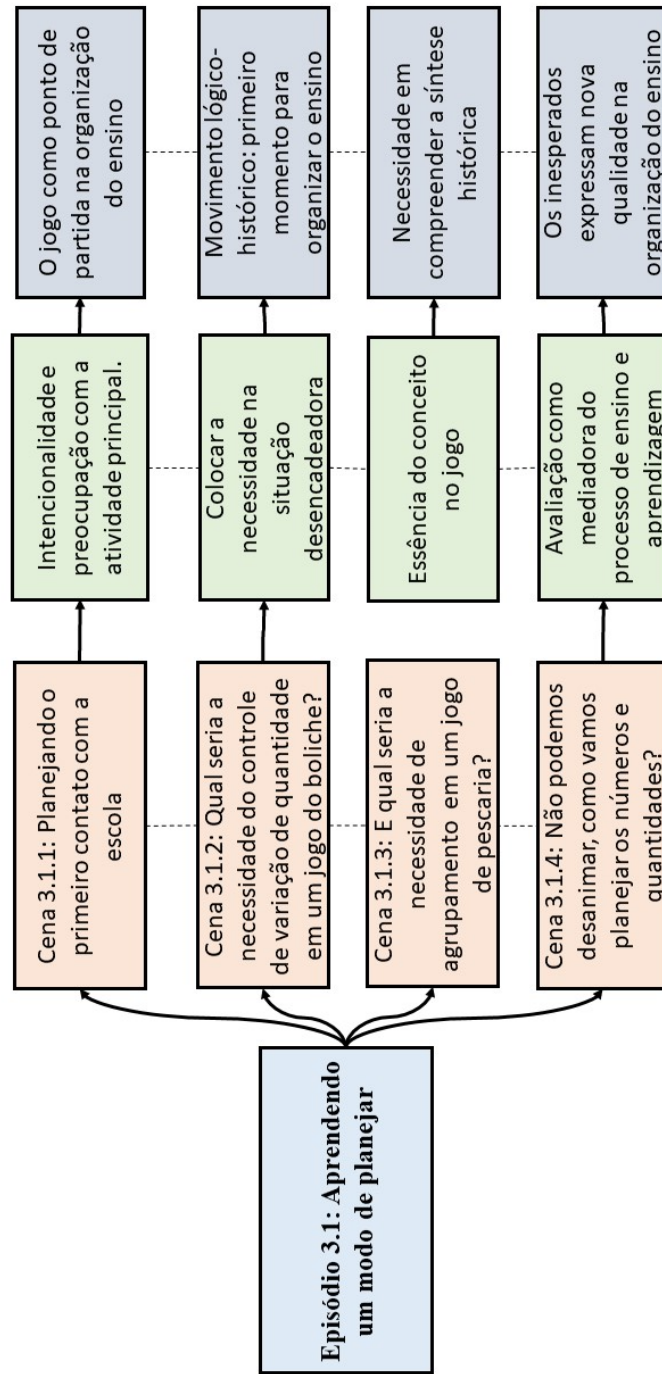 Episódio 3.1: Aprendendo
um modo de planejar
Cena 3.1.1: Planejando o
primeiro contato com a
escola
Intencionalidade e
preocupação com a
atividade principal.
O jogo como ponto de
partida na organização
do ensino
Cena 3.1.2: Qual seria a
necessidade do controle
de variação de quantidade
em um jogo do boliche?
Colocar a
necessidade na
situação
desencadeadora
Movimento lógico-
histórico: primeiro
momento para
organizar o ensino
Cena 3.1.3: E qual seria a
necessidade de
agrupamento em um jogo
de pescaria?
Essência do conceito
no jogo
Necessidade em
compreender a síntese
histórica
Cena 3.1.4: Não podemos
desanimar, como vamos
planejar os números e
quantidades?
Avaliação como
mediadora do
processo de ensino e
aprendizagem
Os inesperados
expressam nova
qualidade na
organização do ensino